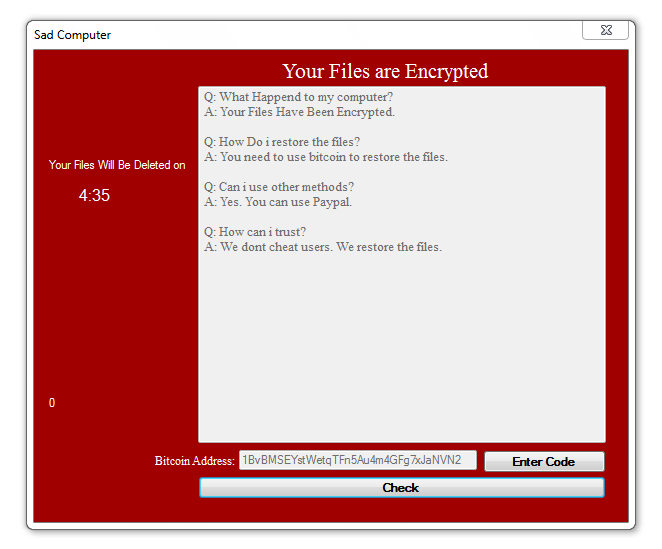 Sad Computer
Your Files are Encrypted
Q: What Happend to my computer?
A: Your Files Have Been Encrypted.
Q: How Do i restore the files?
A: You need to use bitcoin to restore the files.
Q: Can i use other methods?
A: Yes. You can use Paypal.
Q: How can i trust?
A: We dont cheat users. We restore the files.
Your Files Will Be Deleted on
4:35
0
Bitcoin Address: 1BvBMSEYstWetqTFn5Au4m4GFg7xJaNVN2 Enter Code
Check